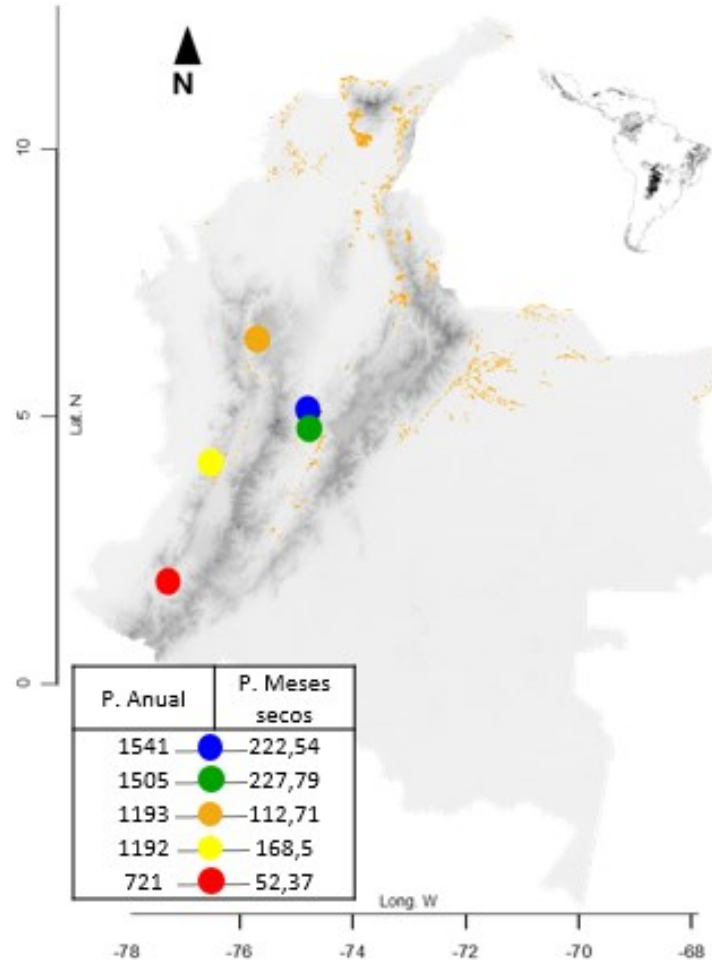 N
10
5
0
Lat. N
P. Anual P. Meses
secos
1541 222,54
1505 227,79
1193 112,71
1192 168,5
721 52,37
Long. W
-78 -76 -74 -72 -70 -68